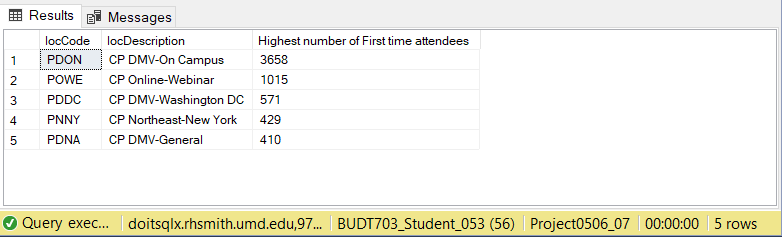 Results Messages
locCode locDescription Highest number of First time attendees
1 PDON CP DMV-On Campus 3658
2 POWE CP Online-Webinar 1015
3 PDDC CP DMV-Washington DC 571
4 PNNY CP Northeast-New York 429
5 PDNA CP DMV-General 410
Query exec... doitsqlx.rhsmith.umd.edu,97... BUDT703_Student_053 (56) Project0506_07 00:00:00 5 rows